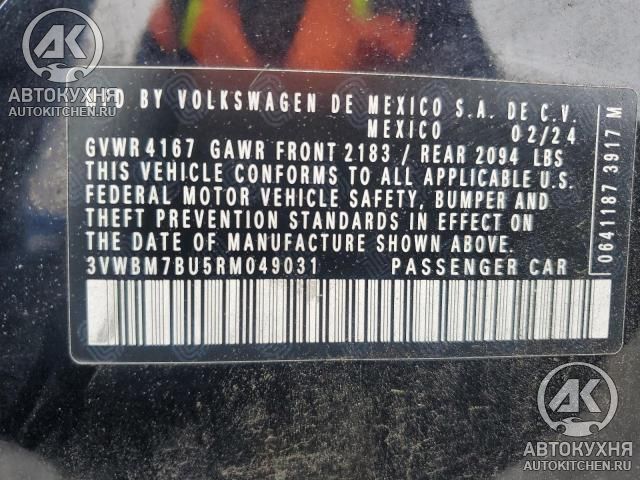 AK
АВТОКУХНЯ
AUTOKITCHEN.RU
BY VOLKSWAGEN DE MEXICO S.A. DE C.V.
MEXICO 02/24
GVWR 4167 GAWR FRONT 2183 / REAR 2094 LBS
THIS VEHICLE CONFORMS TO ALL APPLICABLE U.S.
FEDERAL MOTOR VEHICLE SAFETY, BUMPER AND
THEFT PREVENTION STANDARDS IN EFFECT ON
THE DATE OF MANUFACTURE SHOWN ABOVE.
3VWBM7BU5RM049031 PASSENGER CAR
0641187 3917 M
AK
АВТОКУХНЯ
AUTOKITCHEN.RU